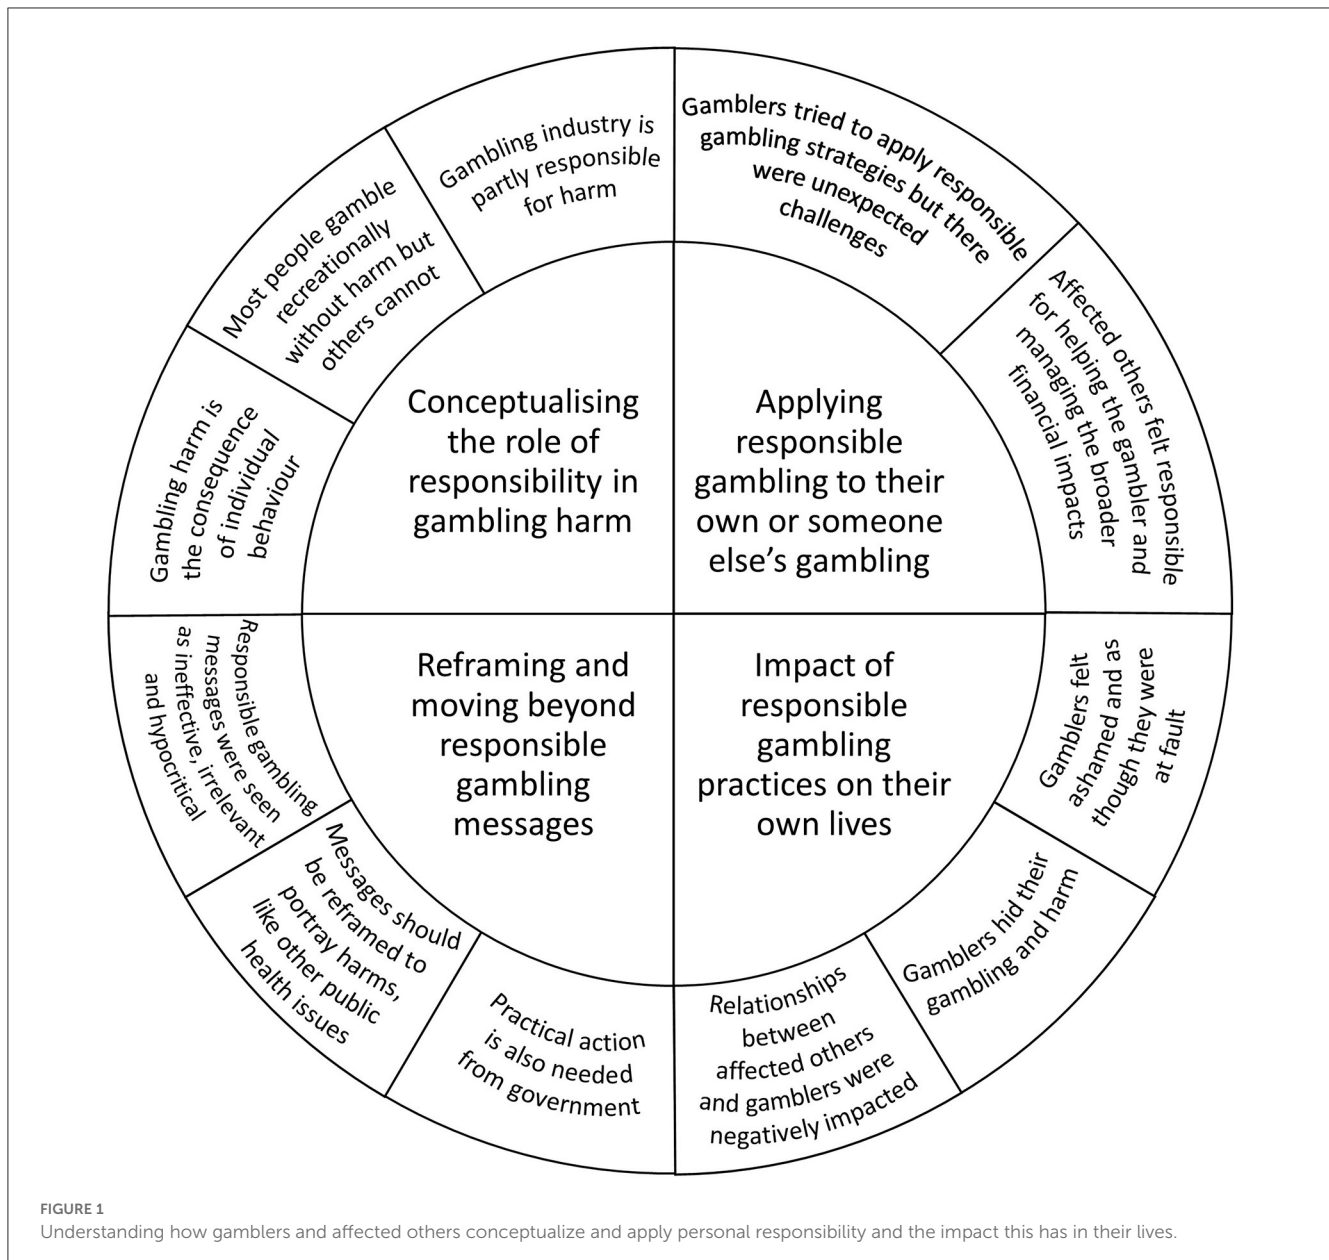 Gambling industry is
partly responsible
for harm
Gamblers tried to apply responsible
gambling strategies but there
were unexpected
challenges
Most people gamble
recreationally
without harm but
others cannot
Affected others felt responsible
for helping the gambler and
managing the broader
financial impacts
Gambling harm is
the consequence
of individual
behaviour
Conceptualising
the role of
responsibility in
gambling harm
Applying
responsible
gambling to their
own or someone
else’s gambling
Reframing and
moving beyond
responsible
gambling
messages
Impact of
responsible
gambling
practices on their
own lives
Responsible gambling
messages were seen
as ineffective, irrelevant
and hypocritical
Gamblers felt
ashamed and as
though they were
at fault
Messages should
be reframed to
portray harms,
like other public
health issues
Gamblers hid their
gambling and harm
Practical action
is also needed
from government
Relationships
between
affected others
and gamblers were
negatively impacted
FIGURE 1
Understanding how gamblers and affected others conceptualize and apply personal responsibility and the impact this has in their lives.